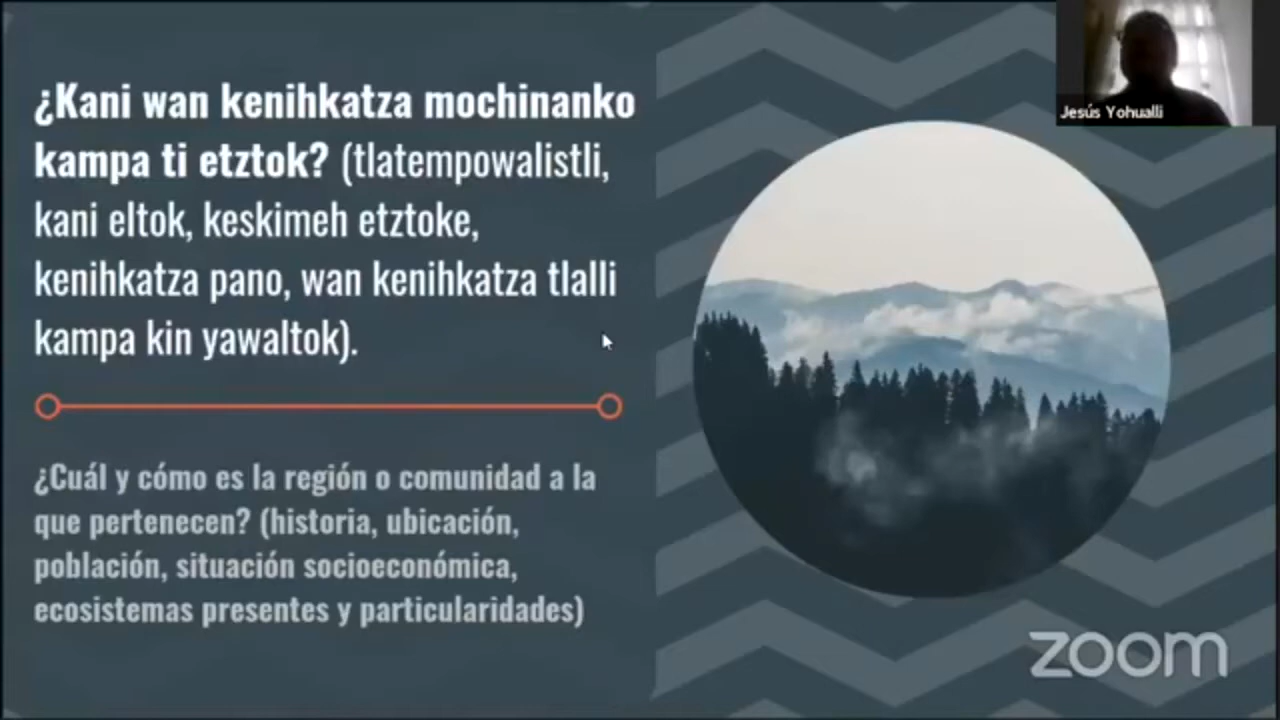 ¿Kani wan kenihkatza mochinanko
kampa ti etztok? (tlatempowalistli,
kani eltok, keskimeh etztoke,
kenihkatza pano, wan kenihkatza tlalli
kampa kin yawaltok).
¿Cuál y cómo es la región o comunidad a la
que pertenecen? (historia, ubicación,
población, situación socioeconómica,
ecosistemas presentes y particularidades)
Jesús Yohualli
zoom